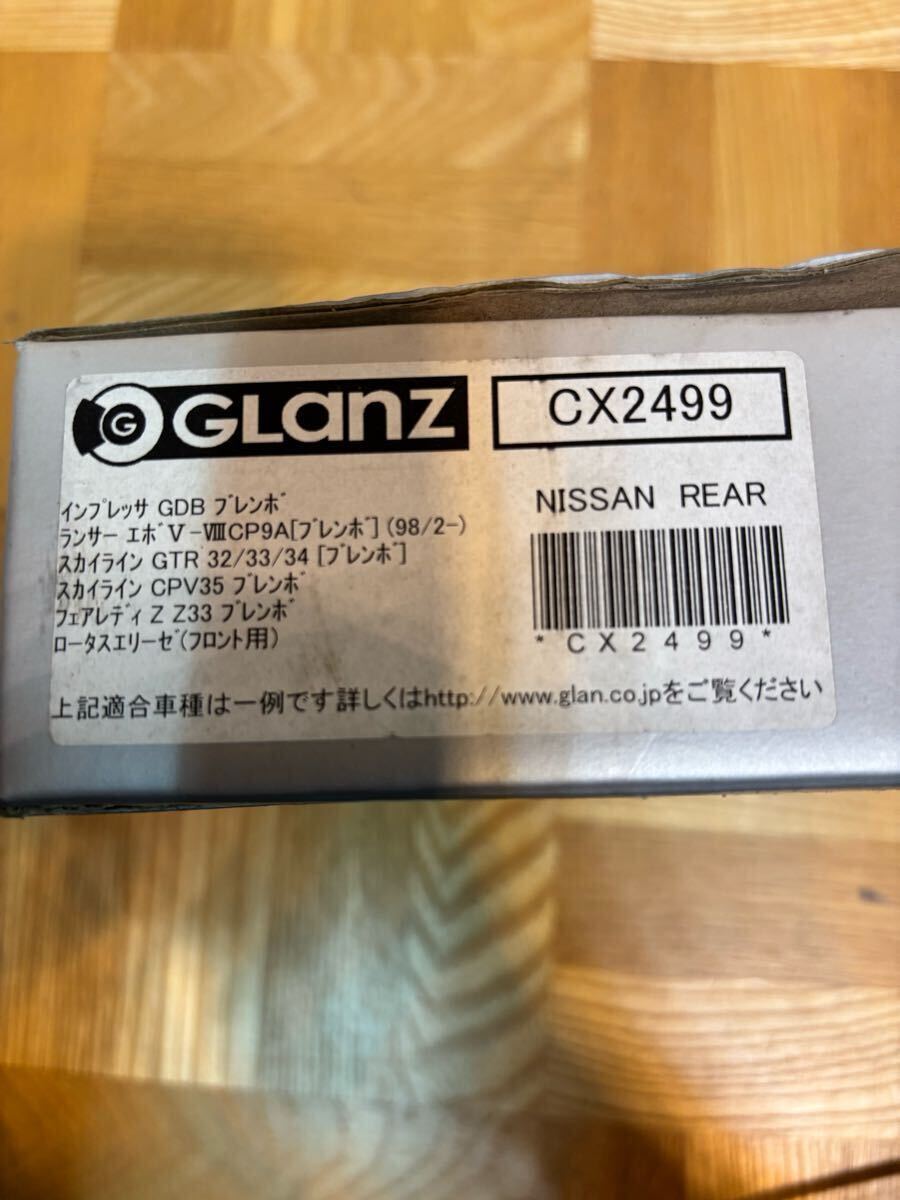 G GLanz
CX2499
NISSAN REAR
インプレッサ GDB ブレンボ
ランサー エボⅤ-ⅧCP9A[ブレンボ] (98/2-)
スカイライン GTR 32/33/34 [ブレンボ]
スカイライン CPV35 ブレンボ
フェアレディ Z Z33 ブレンボ
ロータスエリーゼ(フロント用)
*CX2499*
上記適合車種は一例です詳しくはhttp://www.glan.co.jpをご覧ください